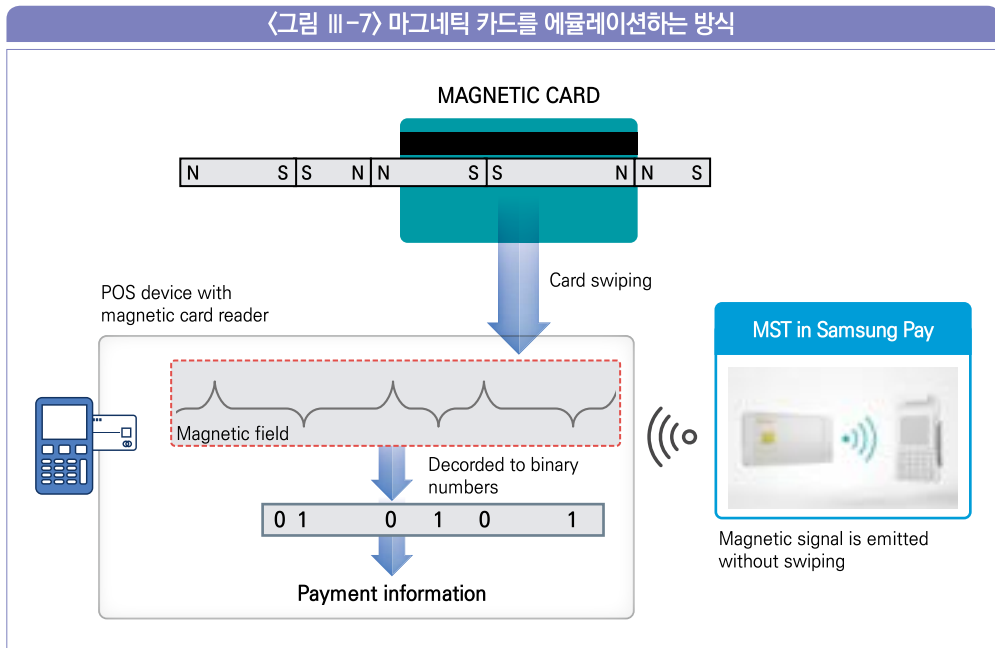 〈그림 Ⅲ-7〉 마그네틱 카드를 에뮬레이션하는 방식
MAGNETIC CARD
N S S N N S S N N S
Card swiping
POS device with
magnetic card reader
MST in Samsung Pay
Magnetic field
Decorded to binary
numbers
0 1 0 1 0 1
Magnetic signal is emitted
without swiping
Payment information